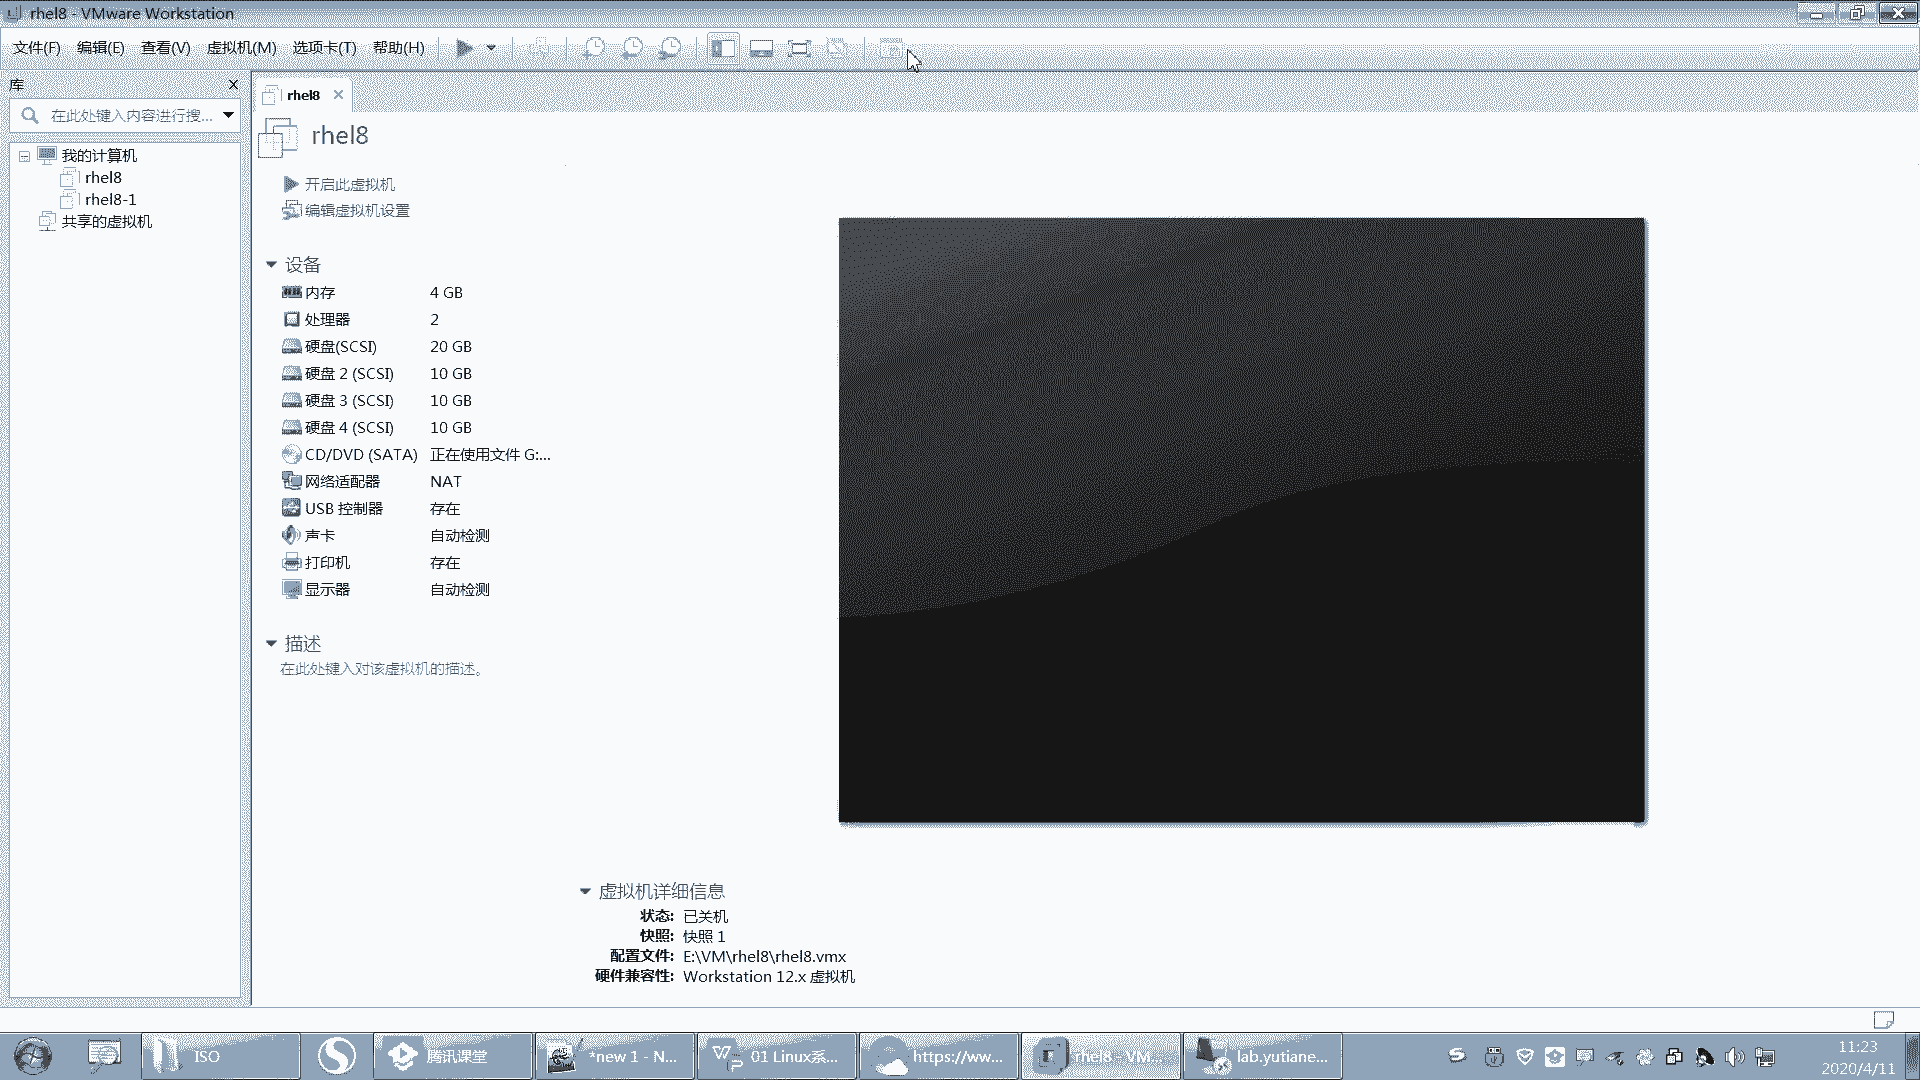 rhel8 - VMware Workstation
文件(F) 编辑(E) 查看(V) 虚拟机(M) 选项卡(T) 帮助(H)
库
在此处键入内容进行搜...
我的计算机
rhel8
rhel8-1
共享的虚拟机
rhel8
rhel8
开启此虚拟机
编辑虚拟机设置
设备
内存 4 GB
处理器 2
硬盘(SCSI) 20 GB
硬盘 2 (SCSI) 10 GB
硬盘 3 (SCSI) 10 GB
硬盘 4 (SCSI) 10 GB
CD/DVD (SATA) 正在使用文件 G:...
网络适配器 NAT
USB 控制器 存在
声卡 自动检测
打印机 存在
显示器 自动检测
描述
在此处键入对该虚拟机的描述。
虚拟机详细信息
状态: 已关机
快照: 快照 1
配置文件: E:\VM\rhel8\rhel8.vmx
硬件兼容性: Workstation 12.x 虚拟机
ISO
腾讯课堂
*new 1 - N...
01 Linux系...
https://ww...
rhel8 - VM...
lab.yutiane...
11:23
2020/4/11